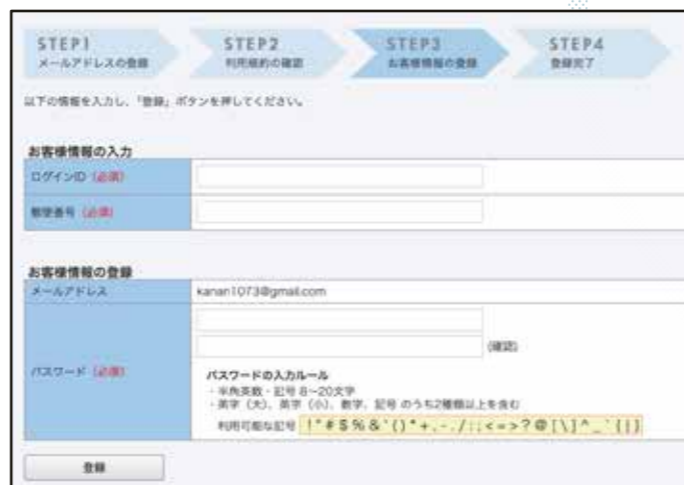 STEP1
メールアドレスの登録
STEP2
利用規約の確認
STEP3
お客様情報の登録
STEP4
登録完了
以下の情報を入力し、「登録」ボタンを押してください。
お客様情報の入力
ログインID (必須)
郵便番号 (必須)
お客様情報の登録
メールアドレス kanan1073@gmail.com
(確認)
パスワード (必須)
パスワードの入力ルール
・半角英数・記号 8〜20文字
・英字（大）、英字（小）、数字、記号 のうち2種類以上を含む
利用可能な記号 !"#$%&'()*+,-./:;<=>?@[\]^_`{|}
登録